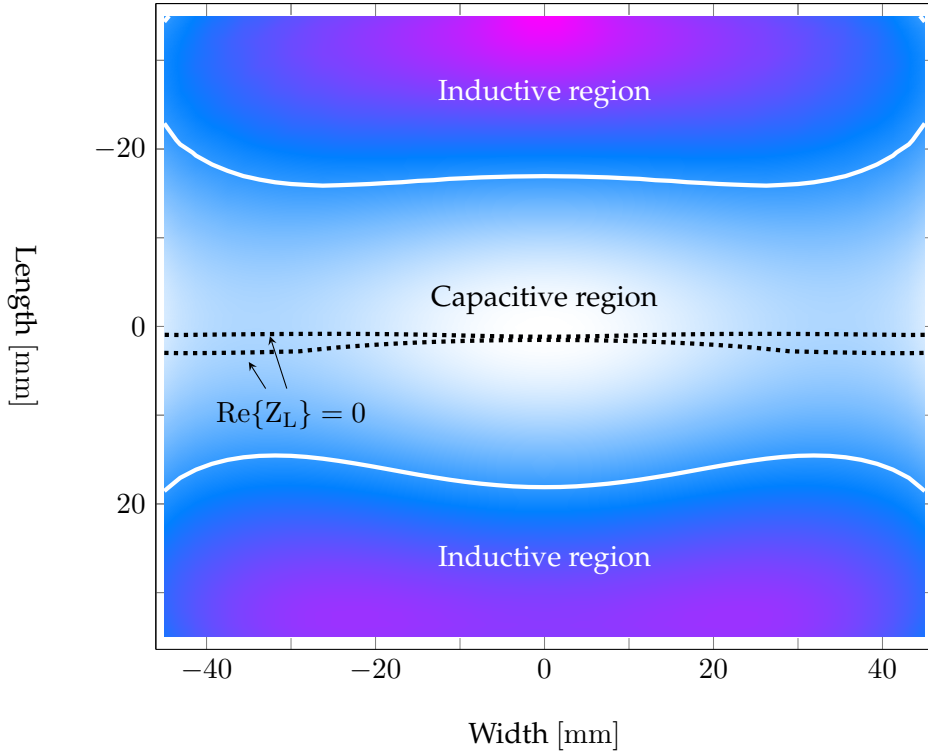 Inductive region
−20
Length [mm]
Capacitive region
0
Re{Z_L} = 0
20
Inductive region
−40
−20
0
20
40
Width [mm]